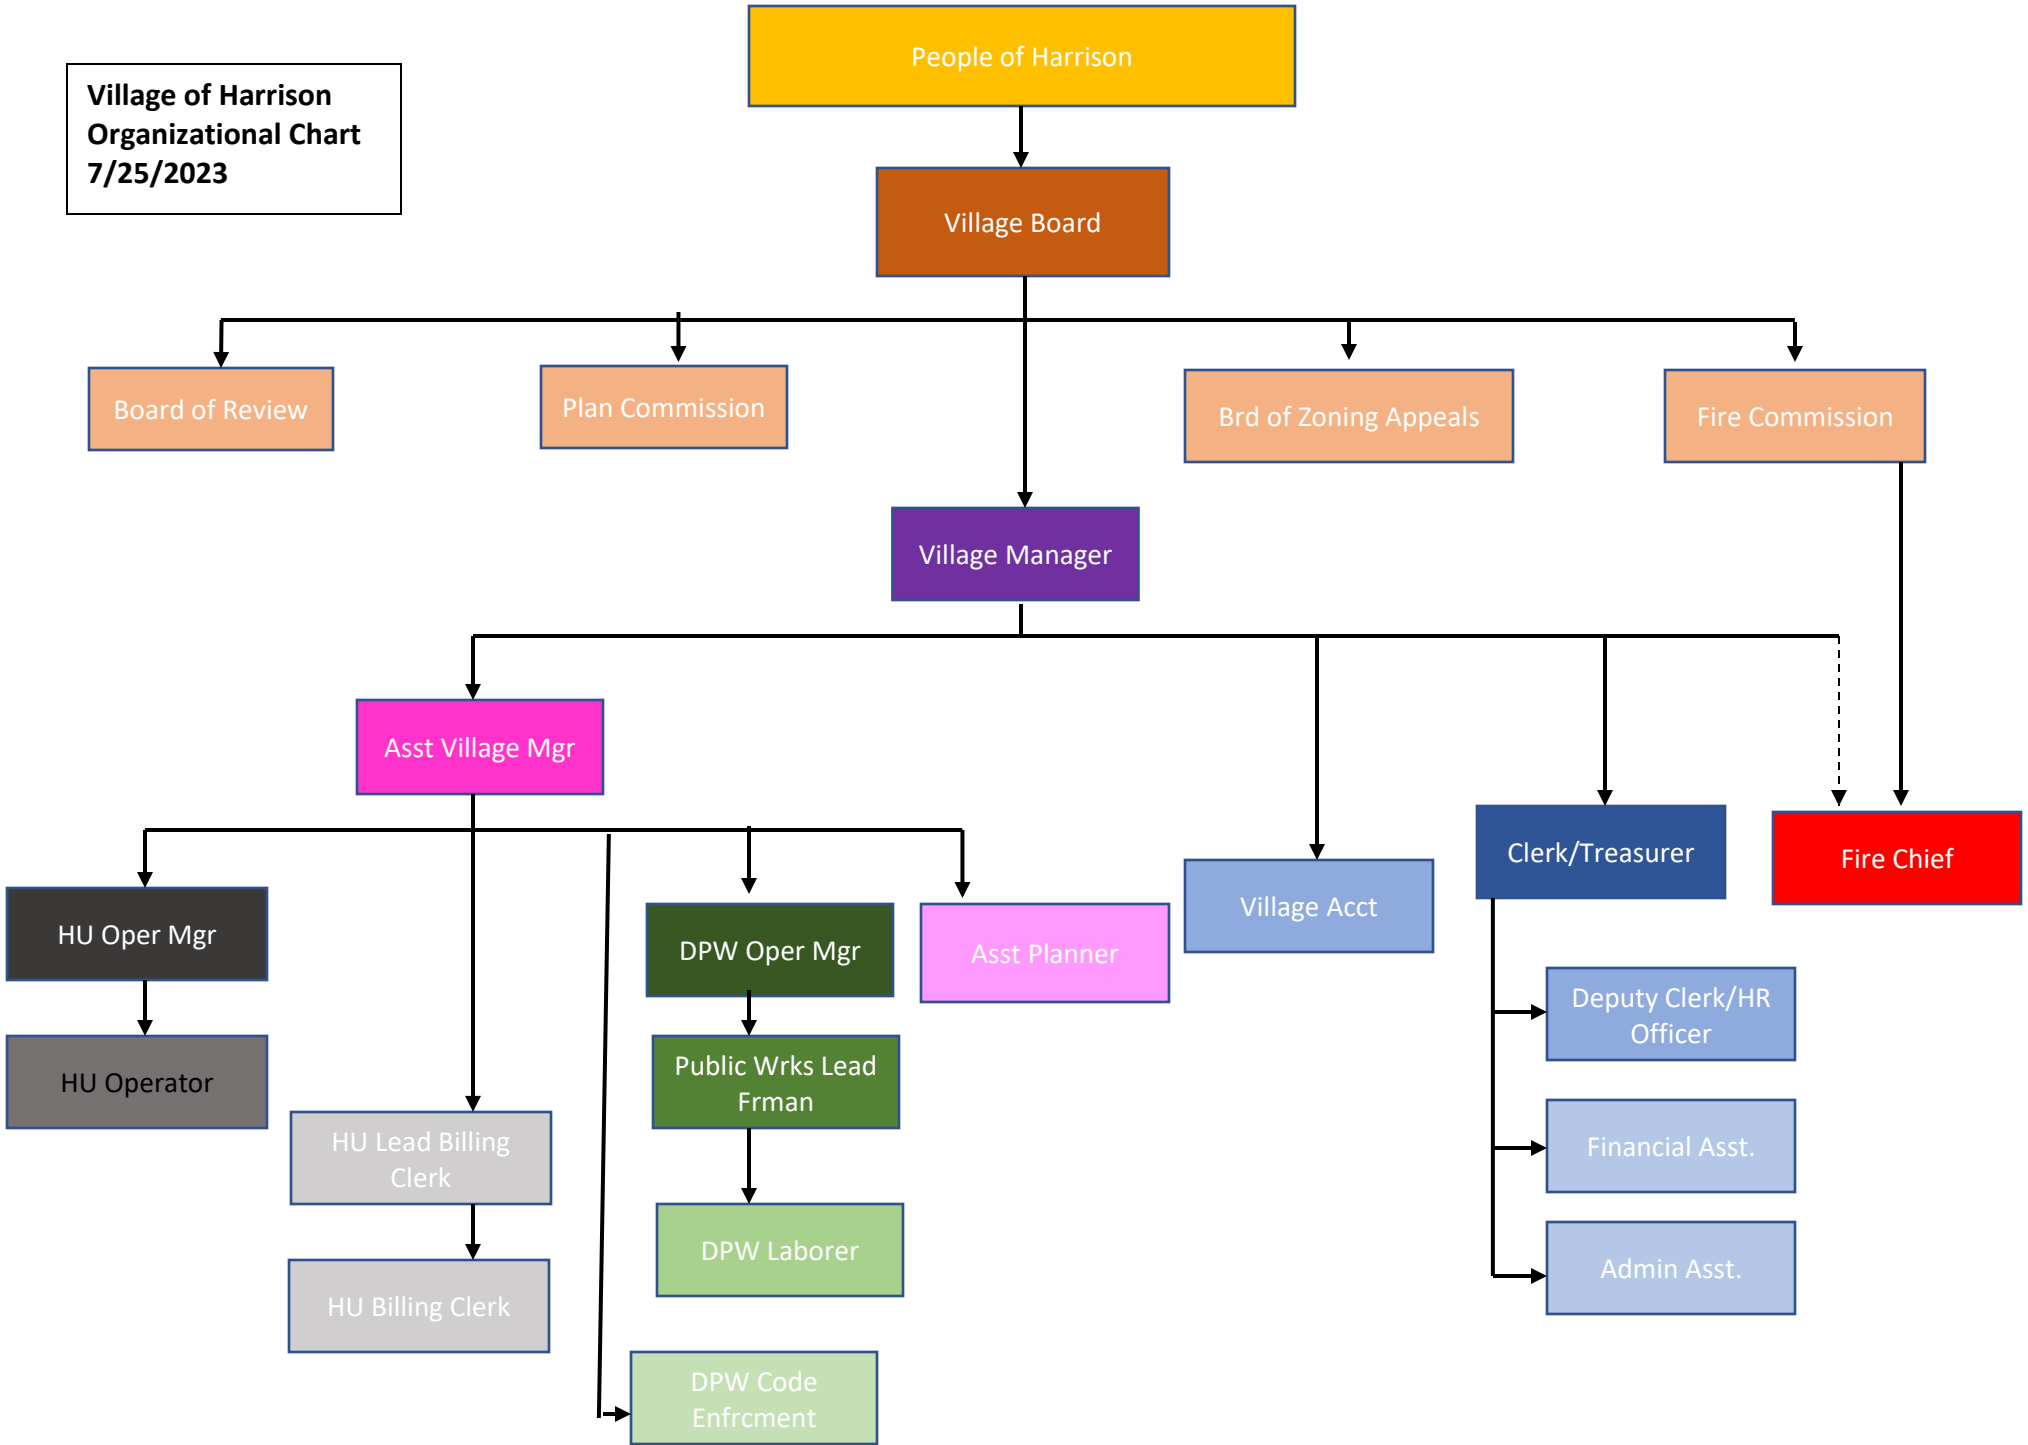 Village of Harrison
Organizational Chart
7/25/2023
People of Harrison
Village Board
Board of Review
Plan Commission
Brd of Zoning Appeals
Fire Commission
Village Manager
Asst Village Mgr
Clerk/Treasurer
Fire Chief
Village Acct
HU Oper Mgr
DPW Oper Mgr
Asst Planner
Deputy Clerk/HR
Officer
HU Operator
Public Wrks Lead
Frman
HU Lead Billing
Clerk
Financial Asst.
DPW Laborer
Admin Asst.
HU Billing Clerk
DPW Code
Enfrcment